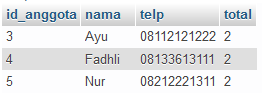 id_anggota nama telp total
3 Ayu 08112121222 2
4 Fadhli 08133613111 2
5 Nur 08212221311 2